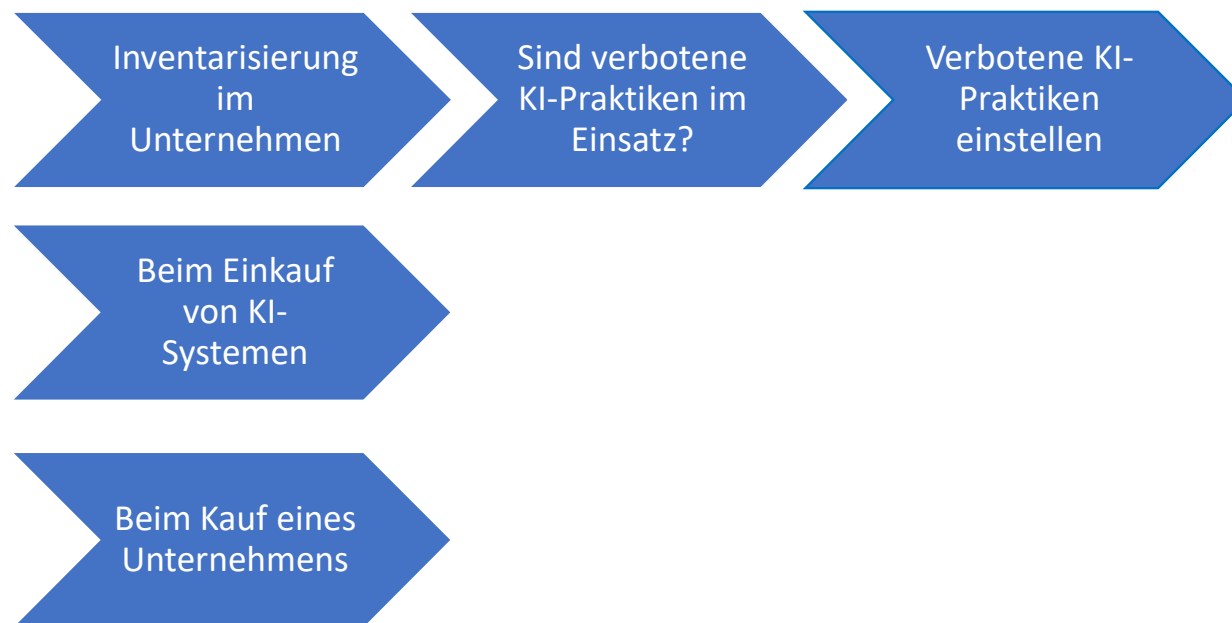 Inventarisierung
im
Unternehmen
Sind verbotene
KI-Praktiken im
Einsatz?
Verbotene KI-
Praktiken
einstellen
Beim Einkauf
von KI-
Systemen
Beim Kauf eines
Unternehmens